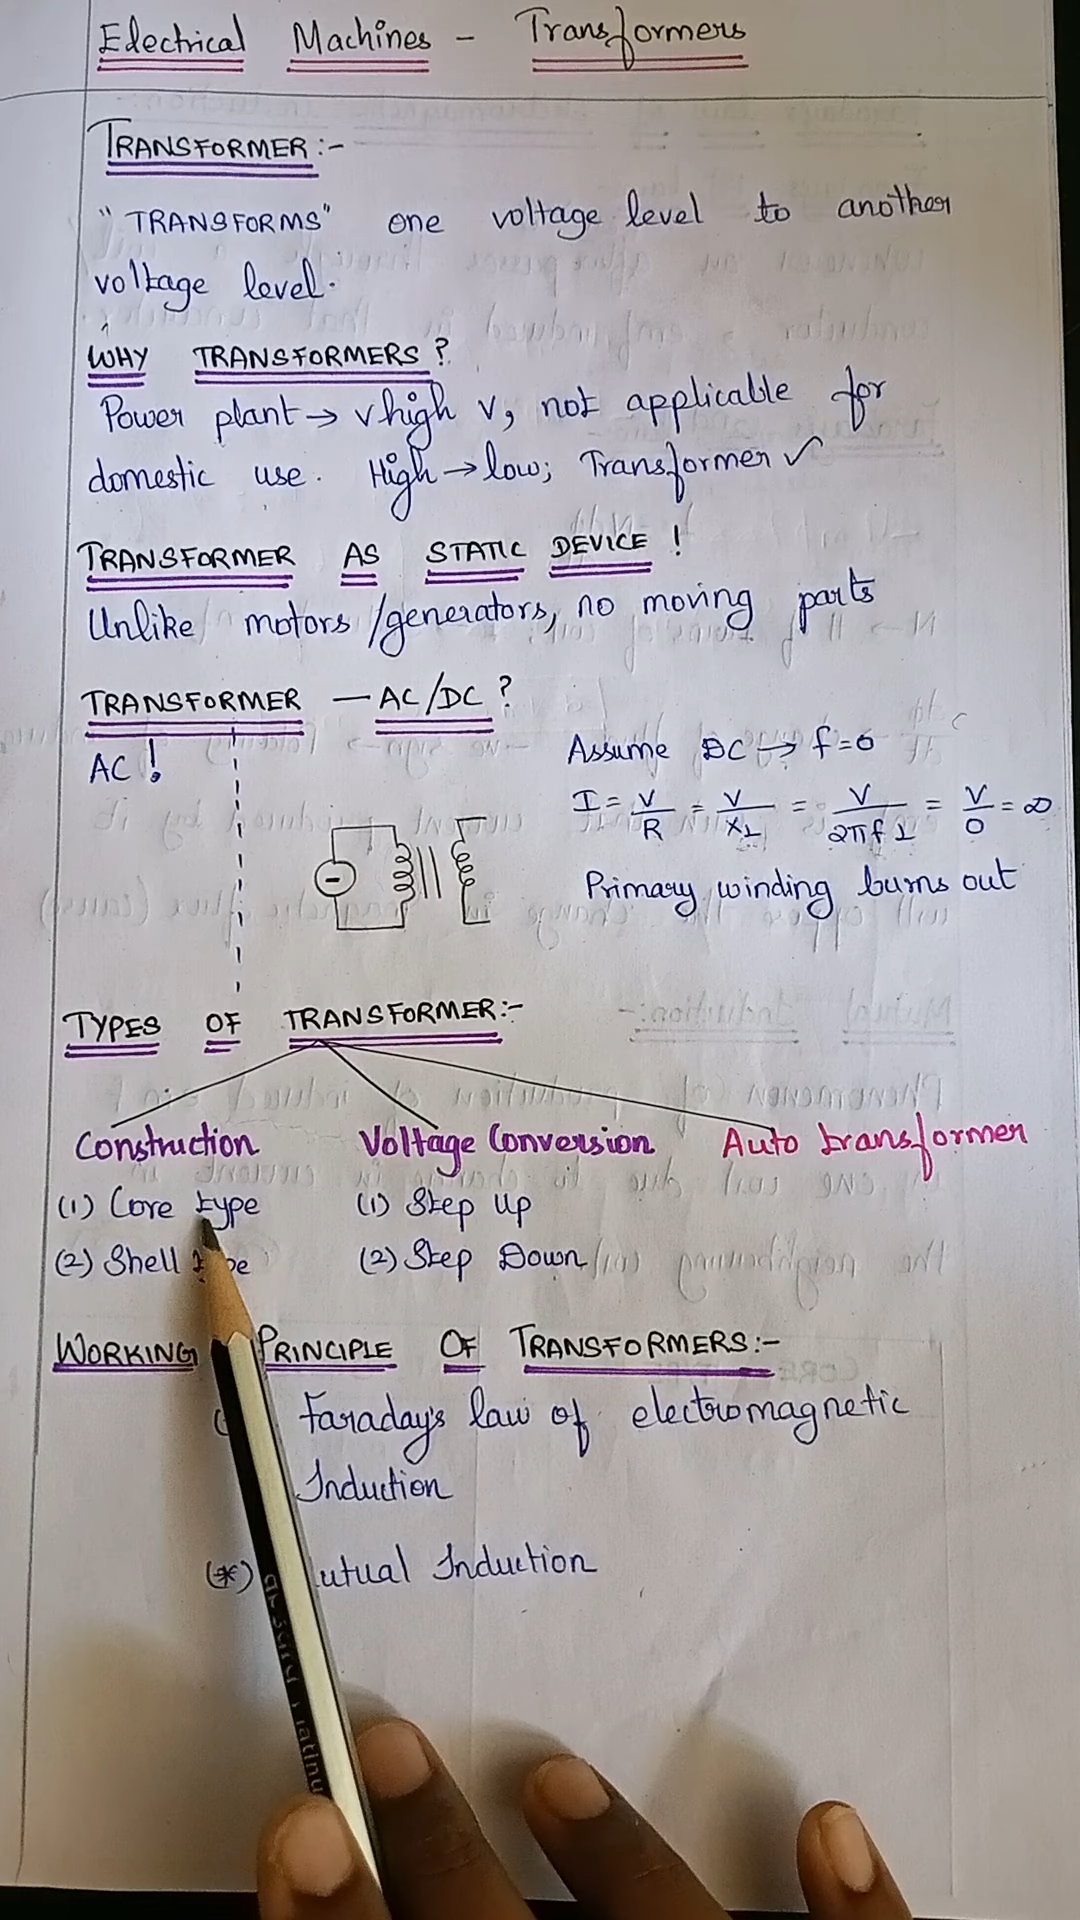 Electrical Machines - Transformers
TRANSFORMER:-
"TRANSFORMS" one voltage level to another
voltage level.
WHY TRANSFORMERS?
Power plant → vhigh v, not applicable for
domestic use. High → low; Transformer ✓
TRANSFORMER AS STATIC DEVICE!
Unlike motors/generators, no moving parts
TRANSFORMER — AC/DC?
AC!
Assume DC → f=0
I = V/R = V/XL = V/2πfL = V/0 = ∞
Primary winding burns out
TYPES OF TRANSFORMER:-
Construction Voltage Conversion Auto transformer
(1) Core type (1) Step Up
(2) Shell (2) Step Down
WORKING PRINCIPLE OF TRANSFORMERS:-
Faraday's law of electromagnetic
Induction
(*) utual Induction